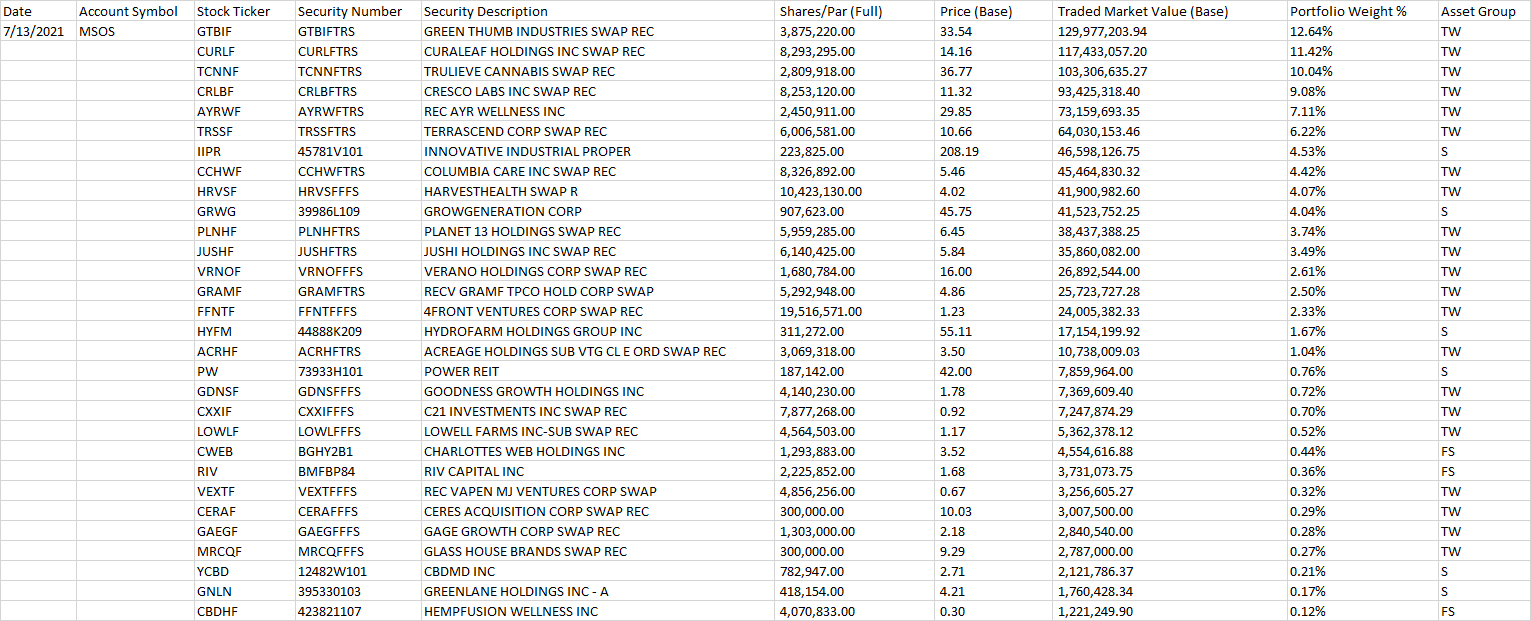 Date Account Symbol Stock Ticker Security Number Security Description Shares/Par (Full) Price (Base) Traded Market Value (Base) Portfolio Weight % Asset Group
7/13/2021 MSOS GTBIF GTBIFTRS GREEN THUMB INDUSTRIES SWAP REC 3,875,220.00 33.54 129,977,203.94 12.64% TW
CURLF CURLFTRS CURALEAF HOLDINGS INC SWAP REC 8,293,295.00 14.16 117,433,057.20 11.42% TW
TCNNF TCNNFTRS TRULIEVE CANNABIS SWAP REC 2,809,918.00 36.77 103,306,635.27 10.04% TW
CRLBF CRLBFTRS CRESCO LABS INC SWAP REC 8,253,120.00 11.32 93,425,318.40 9.08% TW
AYRWF AYRWFTRS REC AYR WELLNESS INC 2,450,911.00 29.85 73,159,693.35 7.11% TW
TRSSF TRSSFTRS TERRASCEND CORP SWAP REC 6,006,581.00 10.66 64,030,153.46 6.22% TW
IIPR 45781V101 INNOVATIVE INDUSTRIAL PROPER 223,825.00 208.19 46,598,126.75 4.53% S
CCHWF CCHWFTRS COLUMBIA CARE INC SWAP REC 8,326,892.00 5.46 45,464,830.32 4.42% TW
HRVSF HRVSFFFS HARVESTHEALTH SWAP R 10,423,130.00 4.02 41,900,982.60 4.07% TW
GRWG 39986L109 GROWGENERATION CORP 907,623.00 45.75 41,523,752.25 4.04% S
PLNHF PLNHFTRS PLANET 13 HOLDINGS SWAP REC 5,959,285.00 6.45 38,437,388.25 3.74% TW
JUSHF JUSHFTRS JUSHI HOLDINGS INC SWAP REC 6,140,425.00 5.84 35,860,082.00 3.49% TW
VRNOF VRNOFFFS VERANO HOLDINGS CORP SWAP REC 1,680,784.00 16.00 26,892,544.00 2.61% TW
GRAMF GRAMFTRS RECV GRAMF TPCO HOLD CORP SWAP 5,292,948.00 4.86 25,723,727.28 2.50% TW
FFNTF FFNTFFFS 4FRONT VENTURES CORP SWAP REC 19,516,571.00 1.23 24,005,382.33 2.33% TW
HYFM 44888K209 HYDROFARM HOLDINGS GROUP INC 311,272.00 55.11 17,154,199.92 1.67% S
ACRHF ACRHFTRS ACREAGE HOLDINGS SUB VTG CL E ORD SWAP REC 3,069,318.00 3.50 10,738,009.03 1.04% TW
PW 73933H101 POWER REIT 187,142.00 42.00 7,859,964.00 0.76% S
GDNSF GDNSFFFS GOODNESS GROWTH HOLDINGS INC 4,140,230.00 1.78 7,369,609.40 0.72% TW
CXXIF CXXIFFFS C21 INVESTMENTS INC SWAP REC 7,877,268.00 0.92 7,247,874.29 0.70% TW
LOWLF LOWLFFFS LOWELL FARMS INC-SUB SWAP REC 4,564,503.00 1.17 5,362,378.12 0.52% TW
CWEB BGHY2B1 CHARLOTTES WEB HOLDINGS INC 1,293,883.00 3.52 4,554,616.88 0.44% FS
RIV BMFBP84 RIV CAPITAL INC 2,225,852.00 1.68 3,731,073.75 0.36% FS
VEXTF VEXTFFFS REC VAPEN MJ VENTURES CORP SWAP 4,856,256.00 0.67 3,256,605.27 0.32% TW
CERAF CERAFFFS CERES ACQUISITION CORP SWAP REC 300,000.00 10.03 3,007,500.00 0.29% TW
GAEGF GAEGFFFS GAGE GROWTH CORP SWAP REC 1,303,000.00 2.18 2,840,540.00 0.28% TW
MRCQF MRCQFFFS GLASS HOUSE BRANDS SWAP REC 300,000.00 9.29 2,787,000.00 0.27% TW
YCBD 12482W101 CBDMD INC 782,947.00 2.71 2,121,786.37 0.21% S
GNLN 395330103 GREENLANE HOLDINGS INC - A 418,154.00 4.21 1,760,428.34 0.17% S
CBDHF 423821107 HEMPFUSION WELLNESS INC 4,070,833.00 0.30 1,221,249.90 0.12% FS